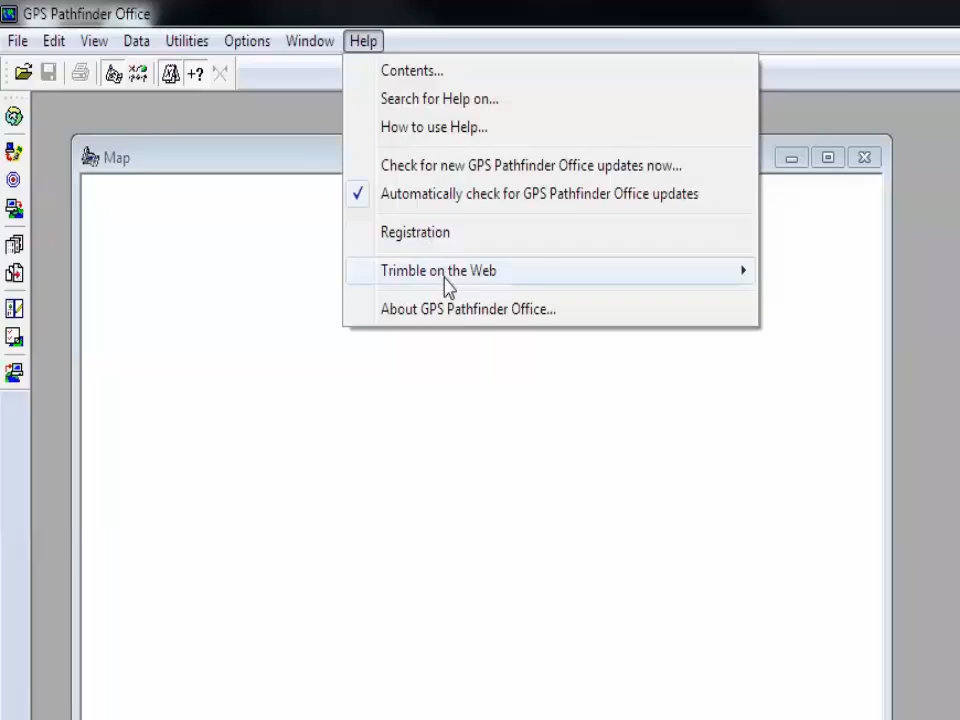 GPS Pathfinder Office
File Edit View Data Utilities Options Window Help
Contents...
Search for Help on...
How to use Help...
Map
Check for new GPS Pathfinder Office updates now...
Automatically check for GPS Pathfinder Office updates
Registration
Trimble on the Web
About GPS Pathfinder Office...